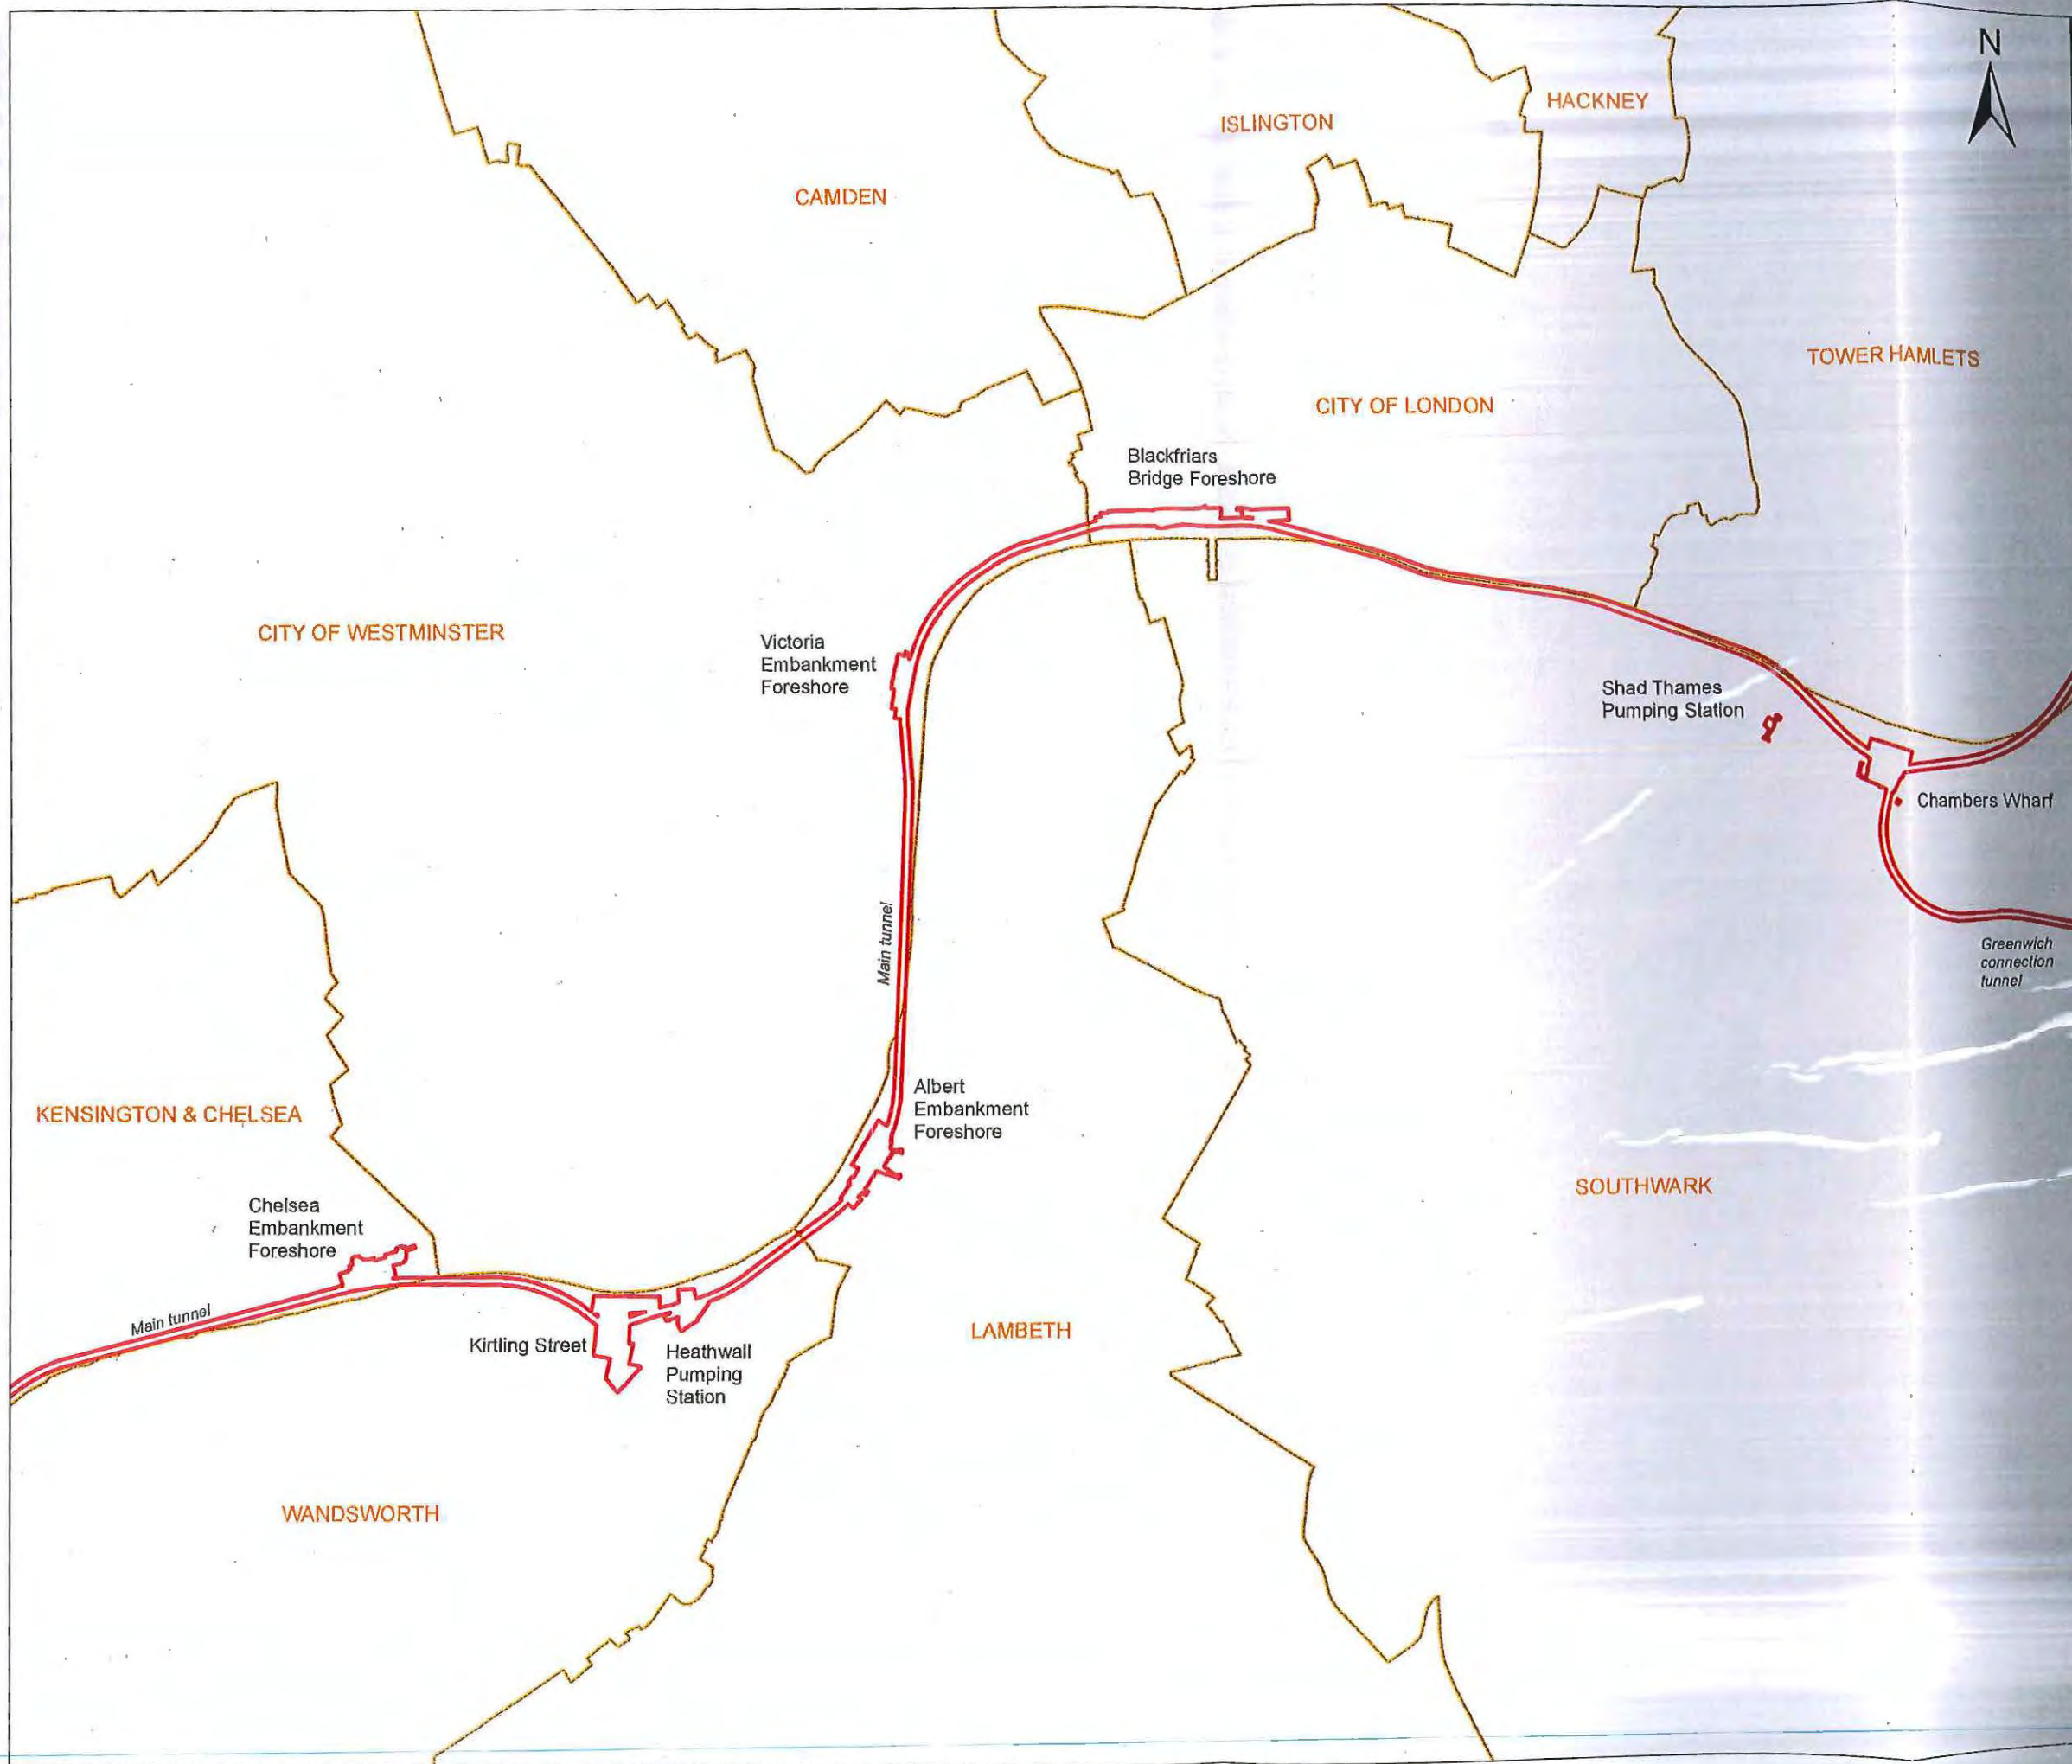 N
HACKNEY
ISLINGTON
CAMDEN
TOWER HAMLETS
CITY OF LONDON
Blackfriars
Bridge Foreshore
CITY OF WESTMINSTER
Victoria
Embankment
Foreshore
Shad Thames
Pumping Station
Chambers Wharf
Main tunnel
Greenwich
connection
tunnel
Albert
Embankment
Foreshore
KENSINGTON & CHELSEA
SOUTHWARK
Chelsea
Embankment
Foreshore
Main tunnel
Kirtling Street
Heathwall
Pumping
Station
LAMBETH
WANDSWORTH